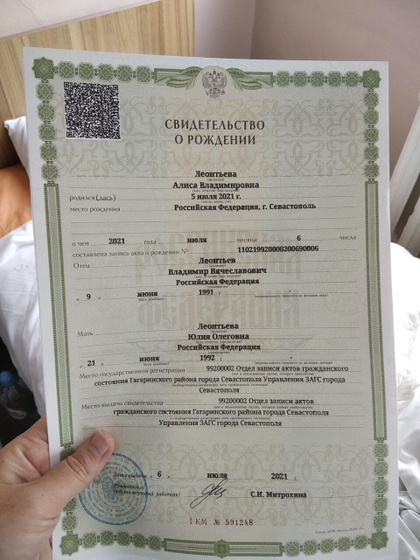 СВИДЕТЕЛЬСТВО
О РОЖДЕНИИ
Леонтьева
Алиса Владимировна
родился(лась) 5 июля 2021 г.
место рождения Российская Федерация, г. Севастополь
о чем 2021 года июля месяца 6 числа
составлена запись акта о рождении № 110219920000200690006
Отец Леонтьев
Владимир Вячеславович
Российская Федерация
9 июня 1991 г.
Мать Леонтьева
Юлия Олеговна
Российская Федерация
21 июня 1992 г.
Место государственной регистрации 99200002 Отдел записи актов гражданского
состояния Гагаринского района города Севастополя Управления ЗАГС города
Севастополя
Место выдачи свидетельства 99200002 Отдел записи актов
гражданского состояния Гагаринского района города Севастополя
Управления ЗАГС города Севастополя
Дата выдачи 6 июля 2021 г.
С.И. Митрохина
I-КМ № 591248